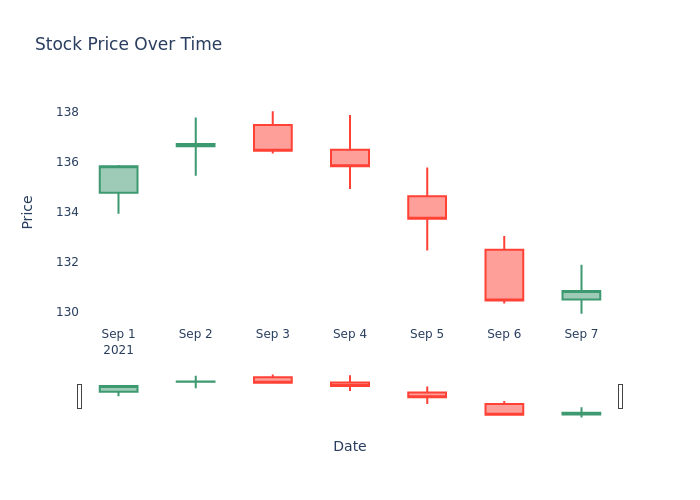 Stock Price Over Time
Price
138
136
134
132
130
Sep 1
2021
Sep 2
Sep 3
Sep 4
Sep 5
Sep 6
Sep 7
Date